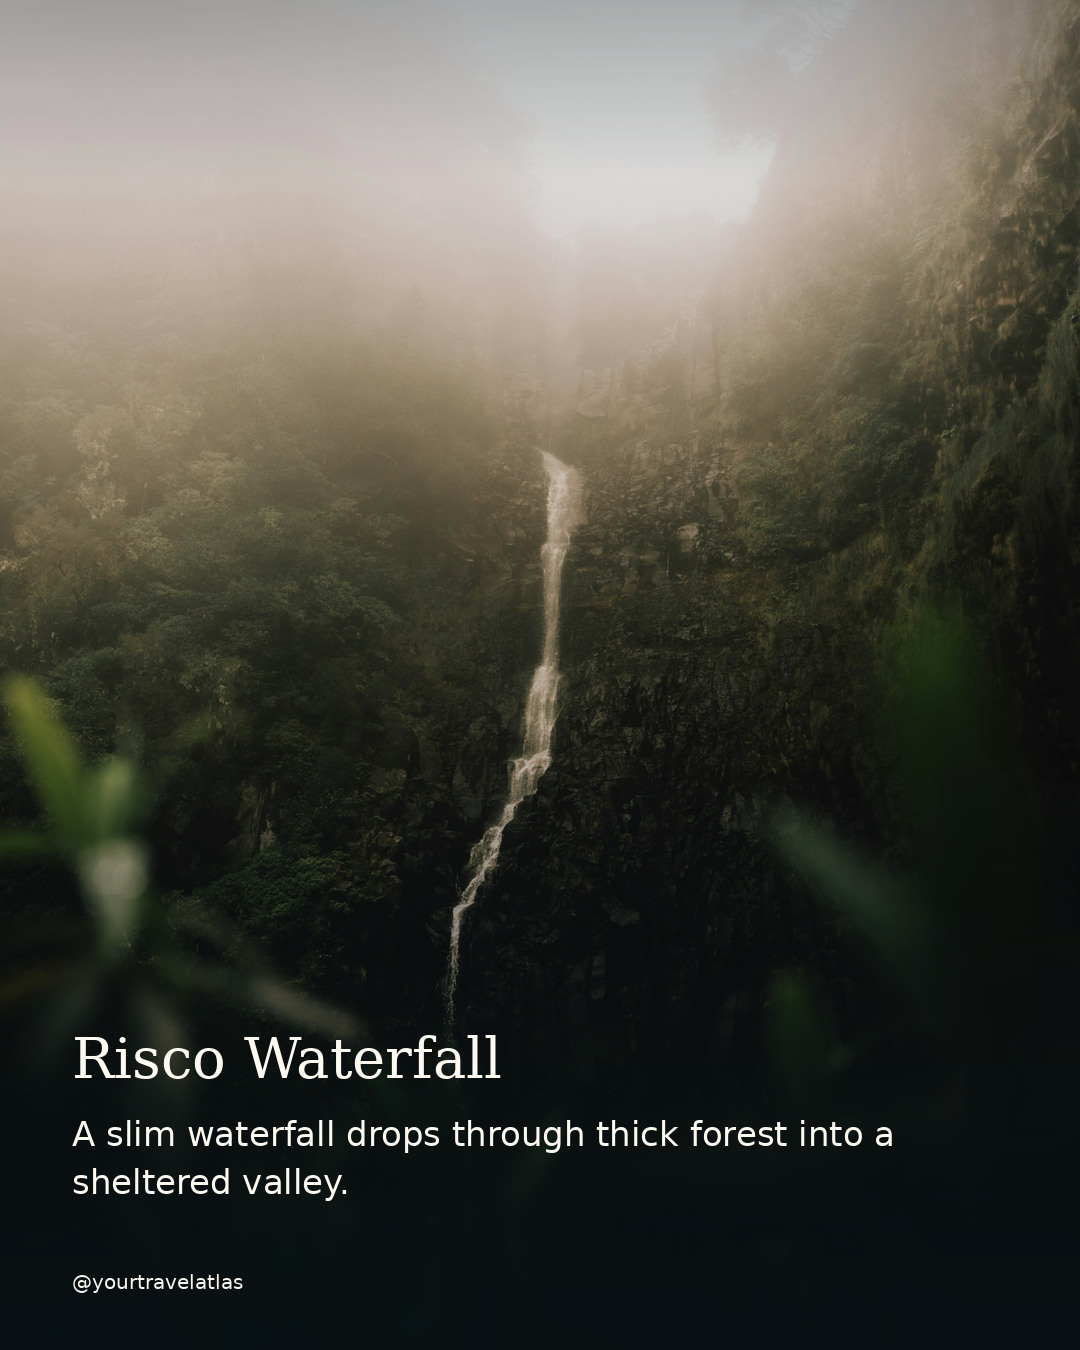 Risco Waterfall
A slim waterfall drops through thick forest into a
sheltered valley.
@yourtravelatlas